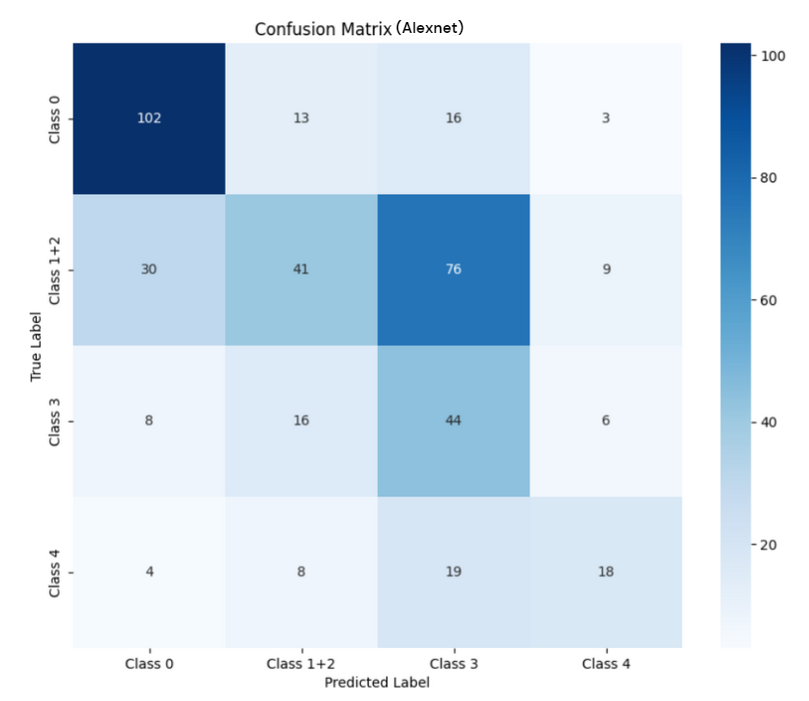 Confusion Matrix (Alexnet)
Class 0
102
13
16
3
Class 1+2
30
41
76
9
Class 3
8
16
44
6
Class 4
4
8
19
18
True Label
Class 0
Class 1+2
Class 3
Class 4
Predicted Label
100
80
60
40
20